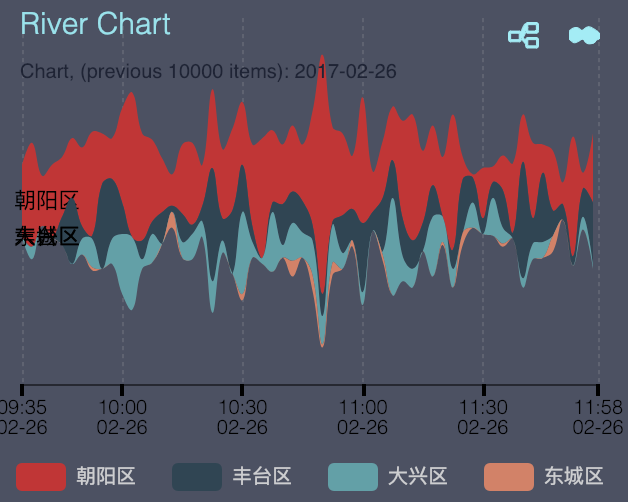 River Chart
Chart, (previous 10000 items): 2017-02-26
朝阳区
09:35 10:00 10:30 11:00 11:30 11:58
02-26 02-26 02-26 02-26 02-26 02-26
朝阳区 丰台区 大兴区 东城区